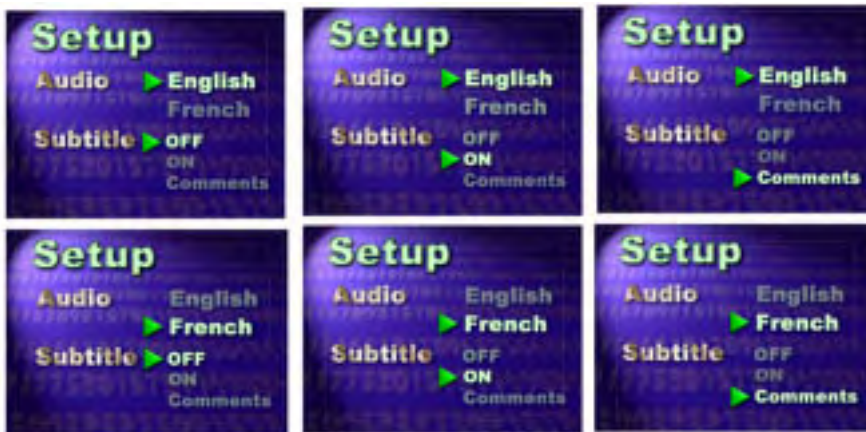 Setup
Audio English
French
Subtitle OFF
ON
Comments
Setup
Audio English
French
Subtitle OFF
ON
Comments
Setup
Audio English
French
Subtitle OFF
ON
Comments
Setup
Audio English
French
Subtitle OFF
ON
Comments
Setup
Audio English
French
Subtitle OFF
ON
Comments
Setup
Audio English
French
Subtitle OFF
ON
Comments